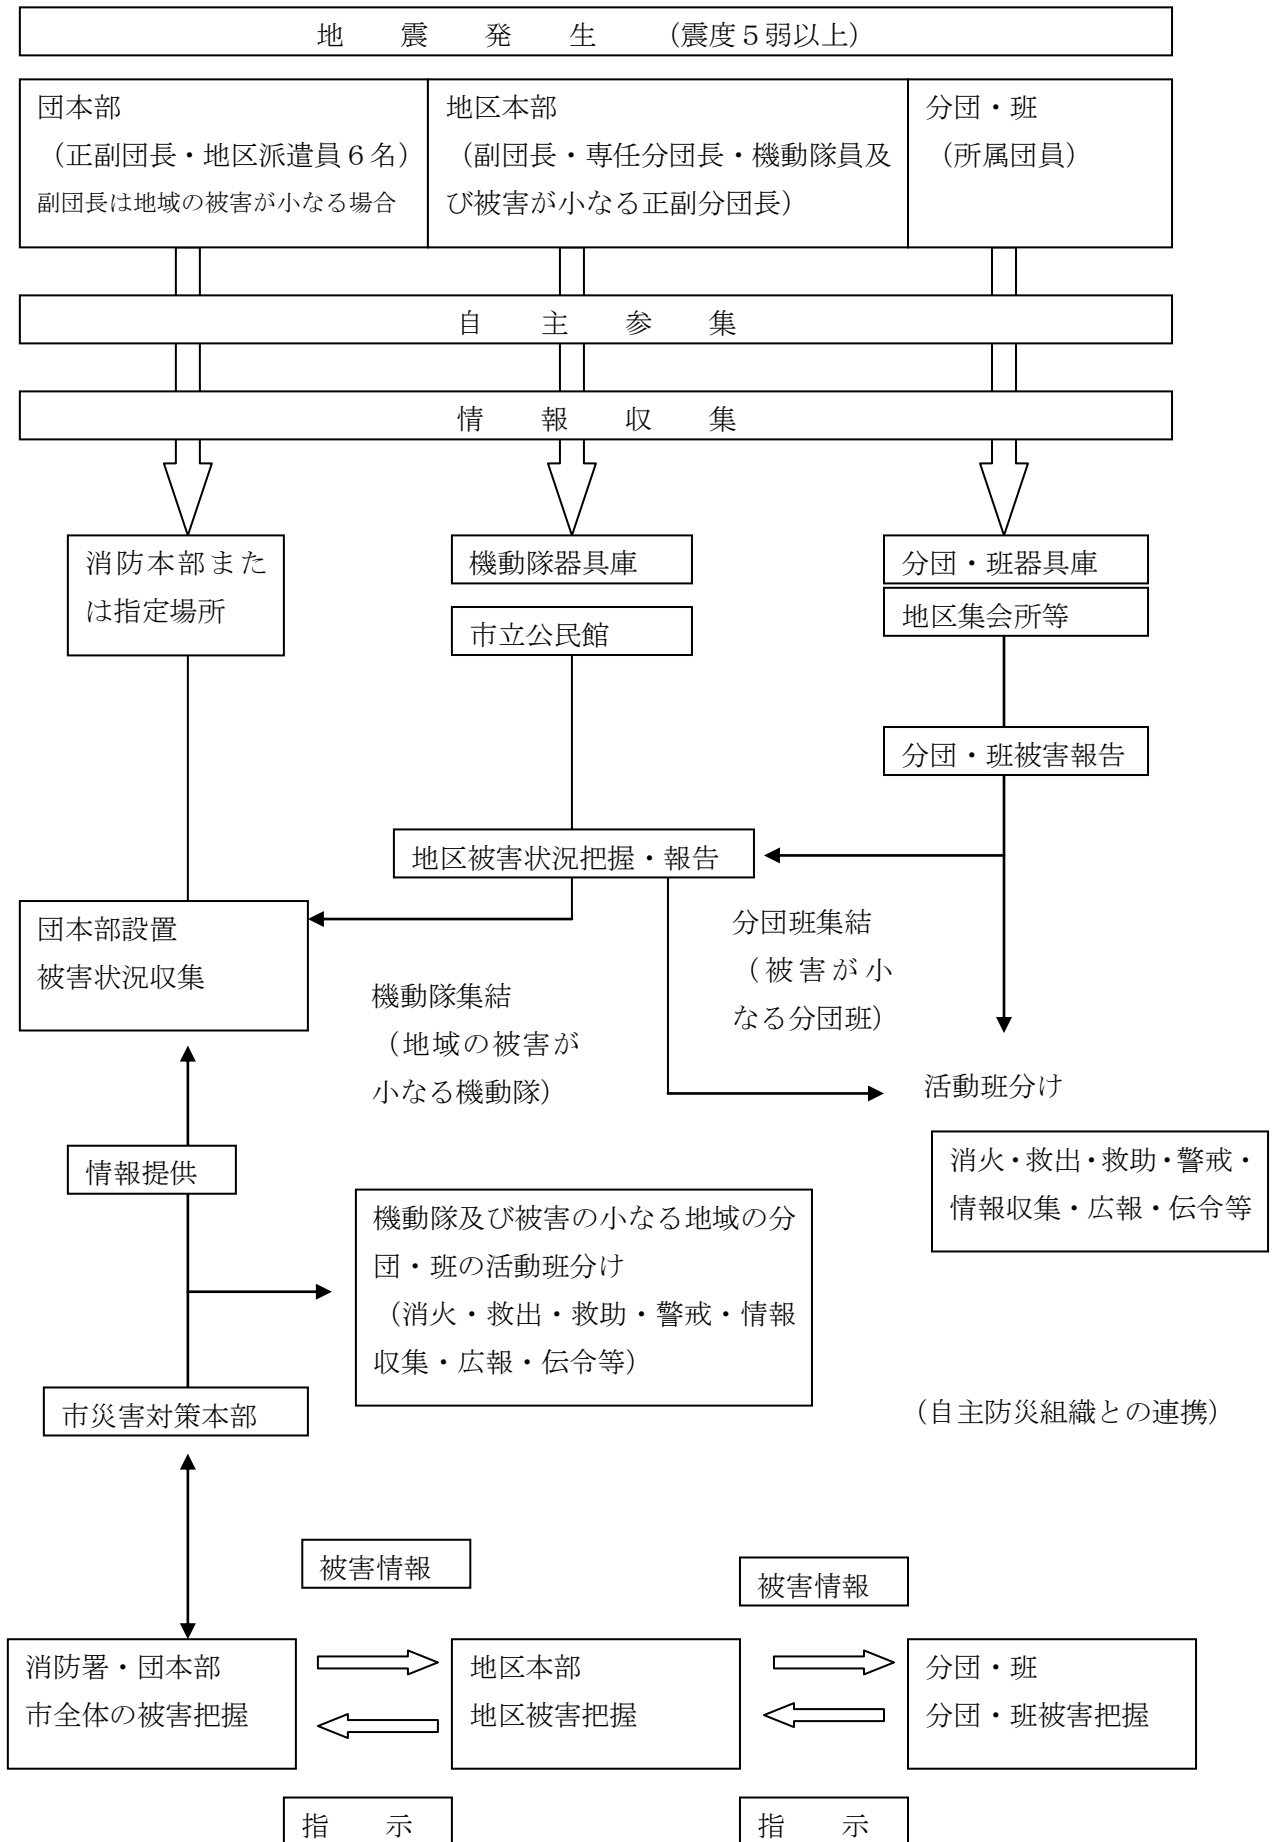 地　震　発　生　（震度５弱以上）
団本部
（正副団長・地区派遣員６名）
副団長は地域の被害が小なる場合
地区本部
（副団長・専任分団長・機動隊員及
び被害が小なる正副分団長）
分団・班
（所属団員）
自　主　参　集
情　報　収　集
消防本部また
は指定場所
機動隊器具庫
市立公民館
分団・班器具庫
地区集会所等
分団・班被害報告
地区被害状況把握・報告
団本部設置
被害状況収集
分団班集結
（被害が小
なる分団班）
機動隊集結
（地域の被害が
小なる機動隊）
活動班分け
消火・救出・救助・警戒・
情報収集・広報・伝令等
情報提供
機動隊及び被害の小なる地域の分
団・班の活動班分け
（消火・救出・救助・警戒・情報
収集・広報・伝令等）
市災害対策本部
（自主防災組織との連携）
被害情報
被害情報
消防署・団本部
市全体の被害把握
地区本部
地区被害把握
分団・班
分団・班被害把握
指　示
指　示